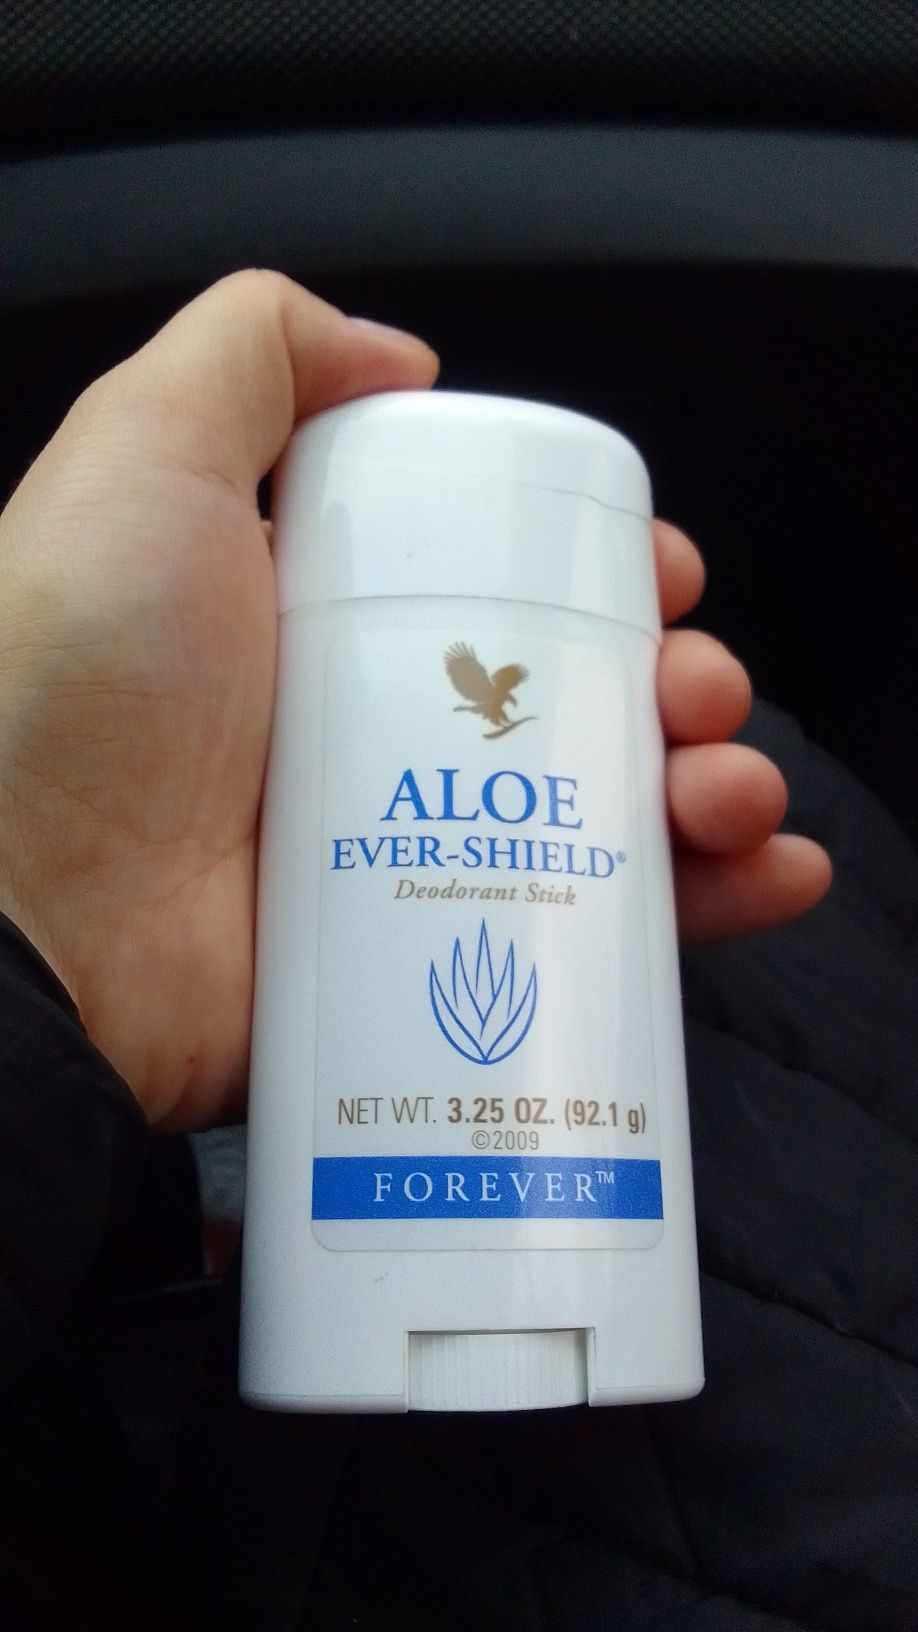 ALOE
EVER-SHIELD®
Deodorant Stick
NET WT. 3.25 OZ. (92.1 g)
©2009
FOREVER™